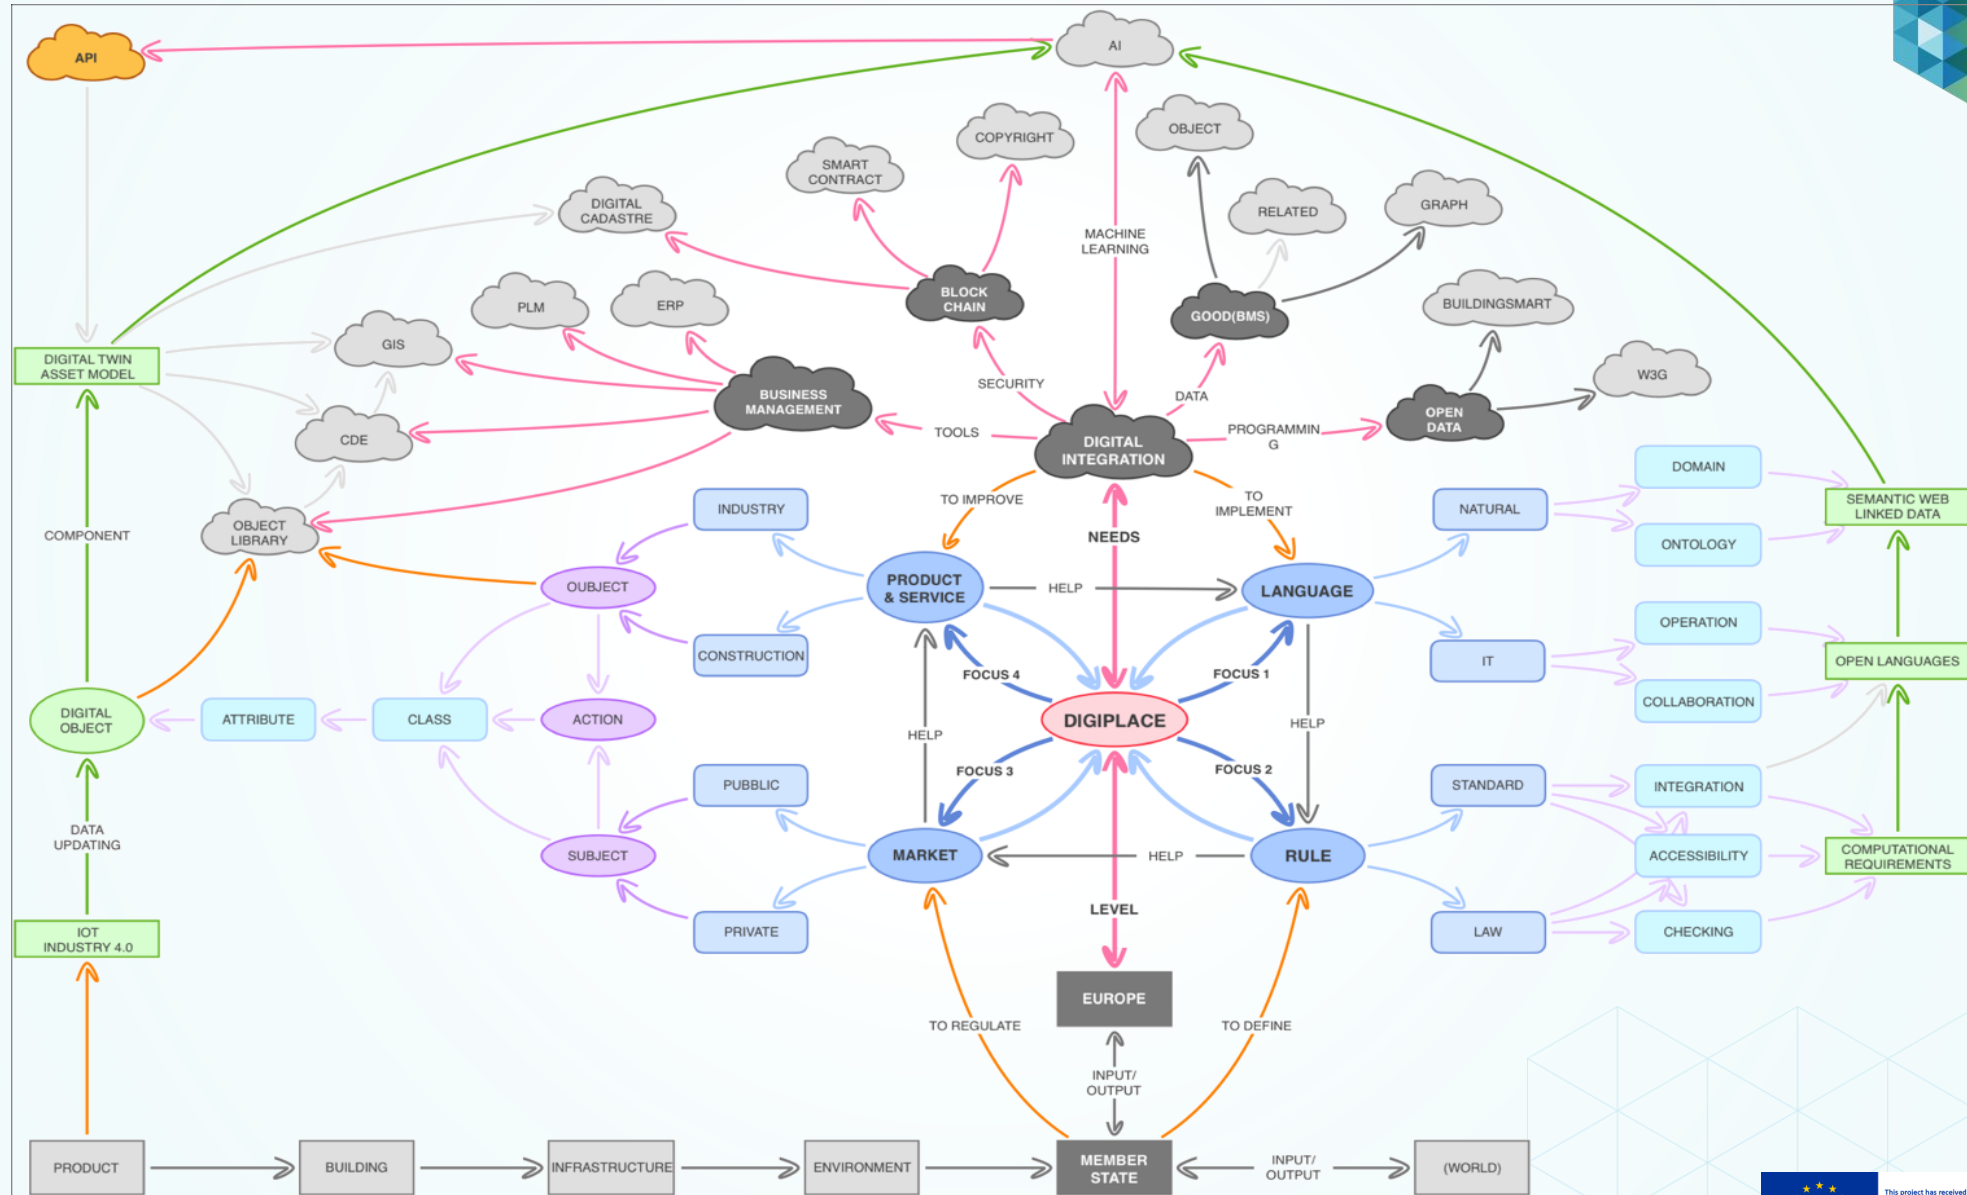 API
AI
COPYRIGHT
OBJECT
SMART
CONTRACT
DIGITAL
CADASTRE
RELATED
GRAPH
MACHINE
LEARNING
BLOCK
CHAIN
GOOD(BMS)
BUILDINGSMART
PLM
ERP
GIS
DIGITAL TWIN
ASSET MODEL
W3G
SECURITY
DATA
BUSINESS
MANAGEMENT
OPEN
DATA
CDE
TOOLS
DIGITAL
INTEGRATION
PROGRAMMIN
G
DOMAIN
OBJECT
LIBRARY
COMPONENT
INDUSTRY
TO IMPROVE
TO
IMPLEMENT
NATURAL
SEMANTIC WEB
LINKED DATA
NEEDS
ONTOLOGY
OUBJECT
PRODUCT
& SERVICE
HELP
LANGUAGE
OPERATION
CONSTRUCTION
IT
OPEN LANGUAGES
FOCUS 4
FOCUS 1
COLLABORATION
DIGITAL
OBJECT
ATTRIBUTE
CLASS
ACTION
DIGIPLACE
HELP
HELP
FOCUS 3
FOCUS 2
PUBBLIC
STANDARD
INTEGRATION
DATA
UPDATING
SUBJECT
MARKET
HELP
RULE
ACCESSIBILITY
COMPUTATIONAL
REQUIREMENTS
LEVEL
IOT
INDUSTRY 4.0
PRIVATE
LAW
CHECKING
EUROPE
TO REGULATE
TO DEFINE
INPUT/
OUTPUT
PRODUCT
BUILDING
INFRASTRUCTURE
ENVIRONMENT
MEMBER
STATE
INPUT/
OUTPUT
(WORLD)
This project has received